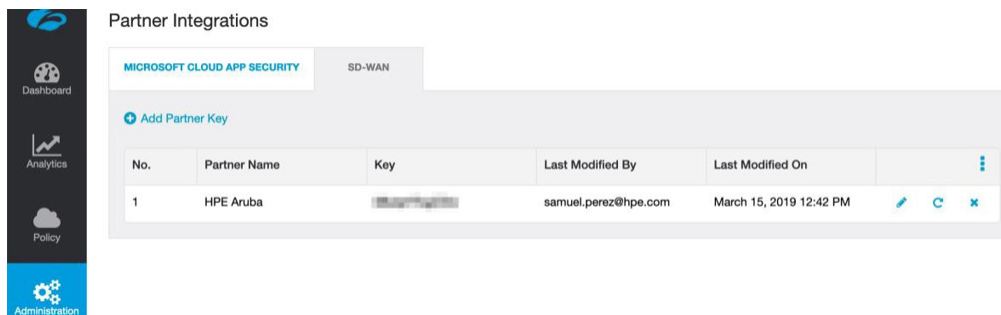 Partner Integrations
MICROSOFT CLOUD APP SECURITY
SD-WAN
Dashboard
Add Partner Key
Analytics
No. Partner Name Key Last Modified By Last Modified On
1 HPE Aruba samuel.perez@hpe.com March 15, 2019 12:42 PM
Policy
Administration